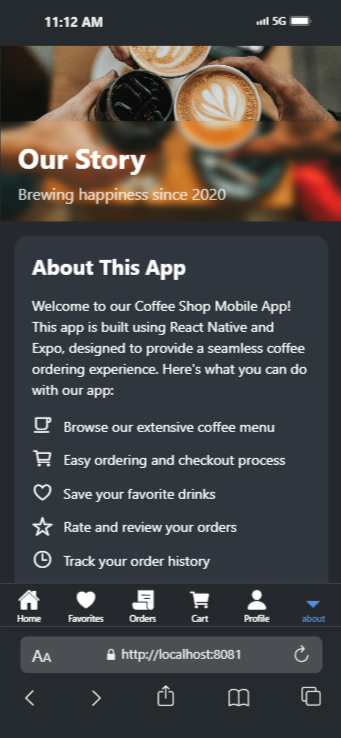 11:12 AM
5G
Our Story
Brewing happiness since 2020
About This App
Welcome to our Coffee Shop Mobile App!
This app is built using React Native and
Expo, designed to provide a seamless coffee
ordering experience. Here's what you can do
with our app:
Browse our extensive coffee menu
Easy ordering and checkout process
Save your favorite drinks
Rate and review your orders
Track your order history
Home Favorites Orders Cart Profile about
AA http://localhost:8081